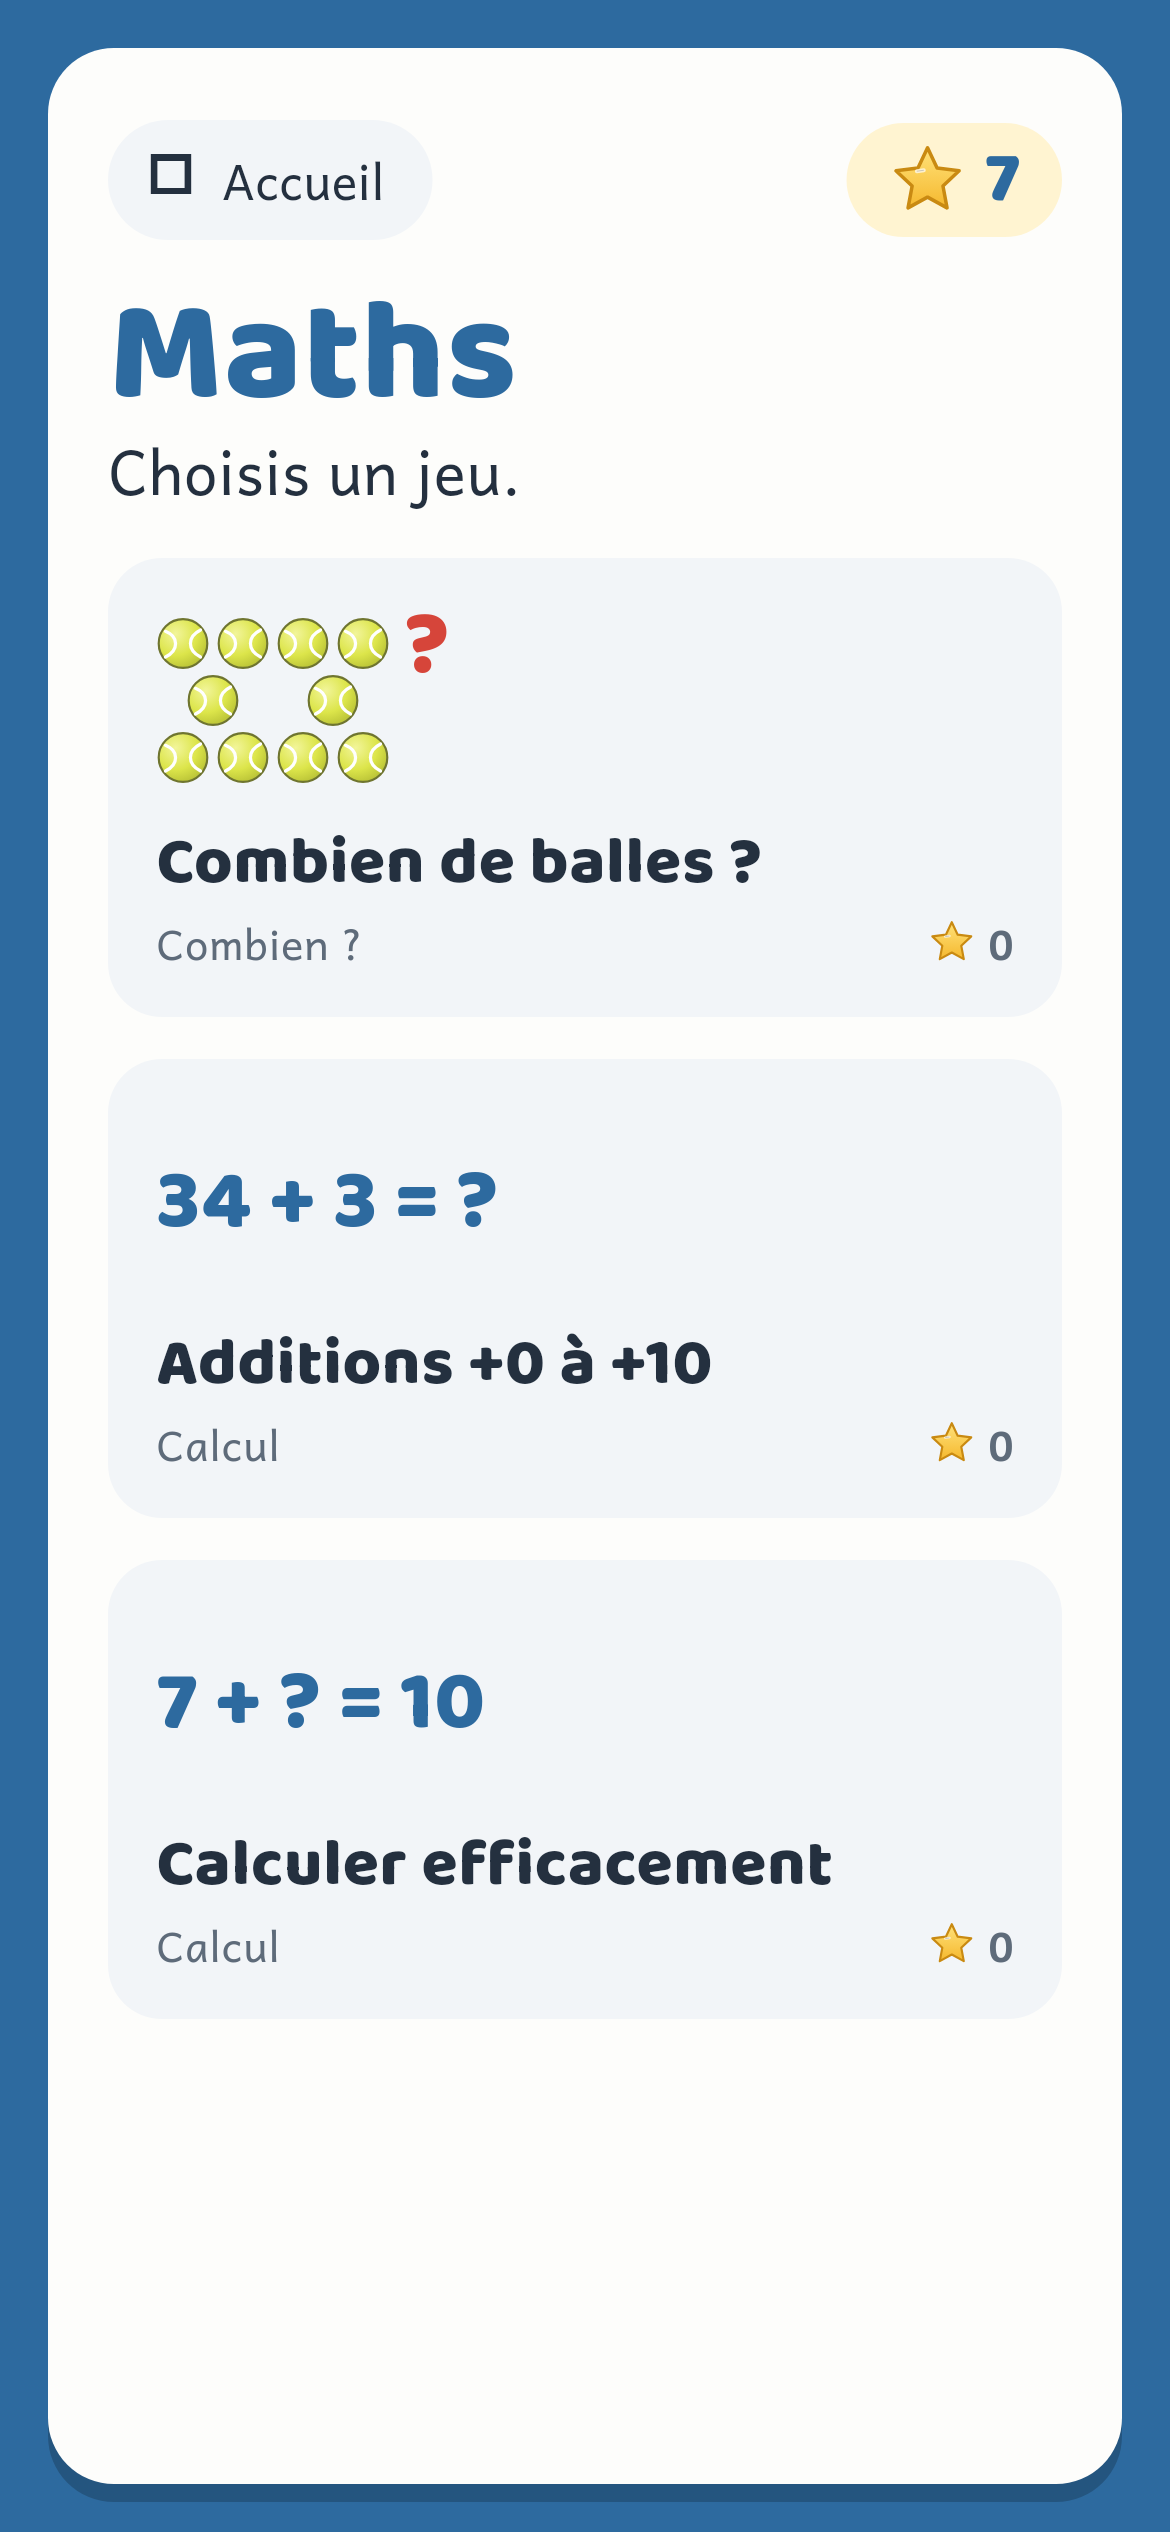 Accueil
7
Maths
Choisis un jeu.
?
Combien de balles ?
Combien ?
0
34 + 3 = ?
Additions +0 à +10
Calcul
0
7 + ? = 10
Calculer efficacement
Calcul
0